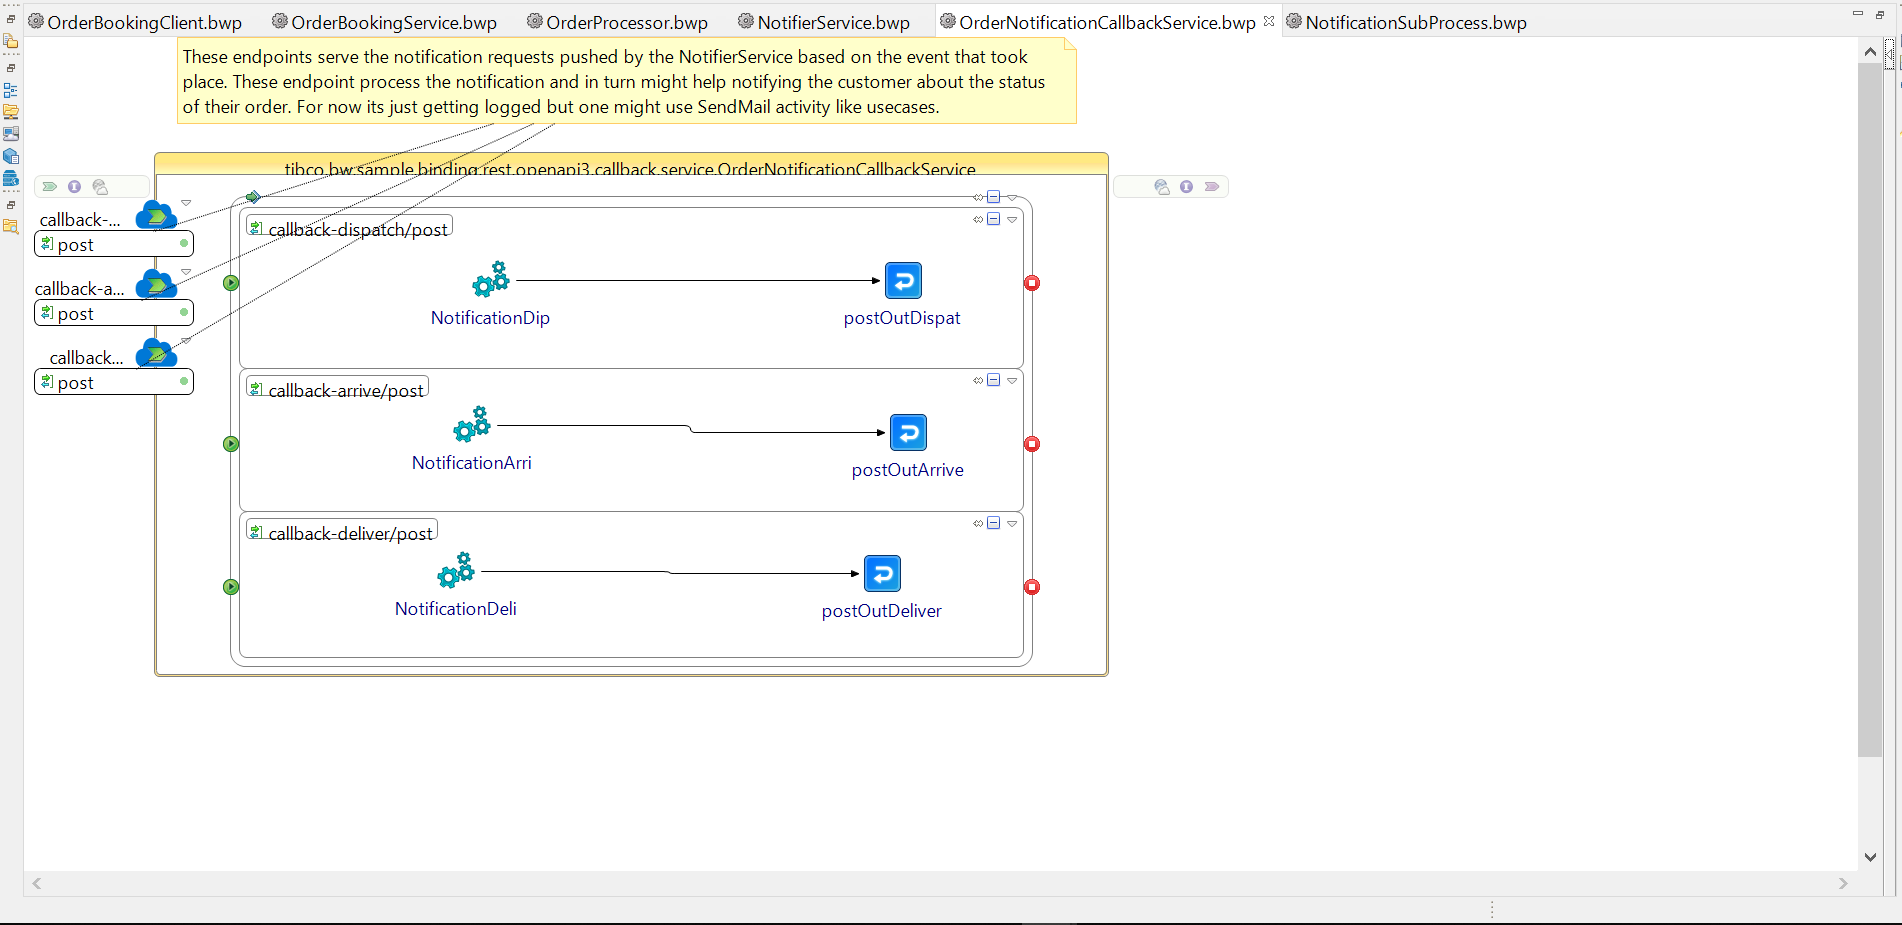 OrderBookingClient.bwp
OrderBookingService.bwp
OrderProcessor.bwp
NotifierService.bwp
OrderNotificationCallbackService.bwp
NotificationSubProcess.bwp
These endpoints serve the notification requests pushed by the NotifierService based on the event that took
place. These endpoint process the notification and in turn might help notifying the customer about the status
of their order. For now its just getting logged but one might use SendMail activity like usecases.
tibco.bw.sample.binding.rest.openapi3.callback.service.OrderNotificationCallbackService
callback-...
post
callback-a...
post
callback...
post
callback-dispatch/post
NotificationDip
postOutDispat
callback-arrive/post
NotificationArri
postOutArrive
callback-deliver/post
NotificationDeli
postOutDeliver